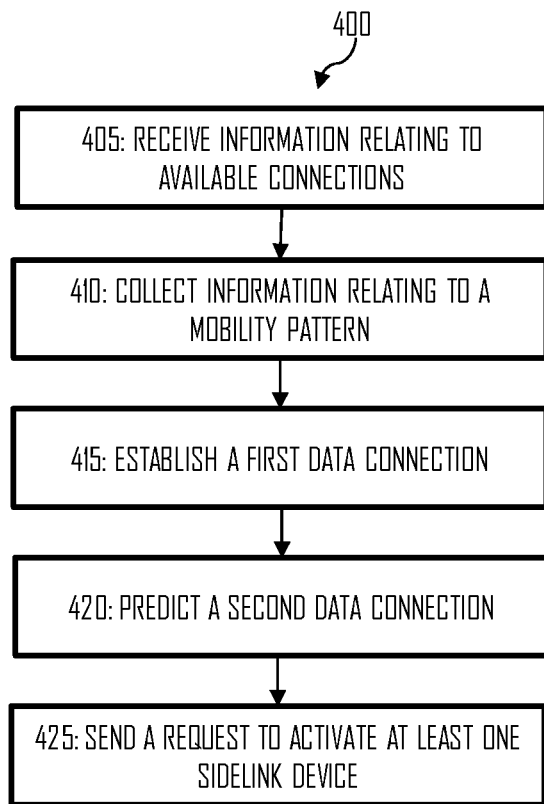 400
405: RECEIVE INFORMATION RELATING TO
AVAILABLE CONNECTIONS
410: COLLECT INFORMATION RELATING TO A
MOBILITY PATTERN
415: ESTABLISH A FIRST DATA CONNECTION
420: PREDICT A SECOND DATA CONNECTION
425: SEND A REQUEST TO ACTIVATE AT LEAST ONE
SIDELINK DEVICE